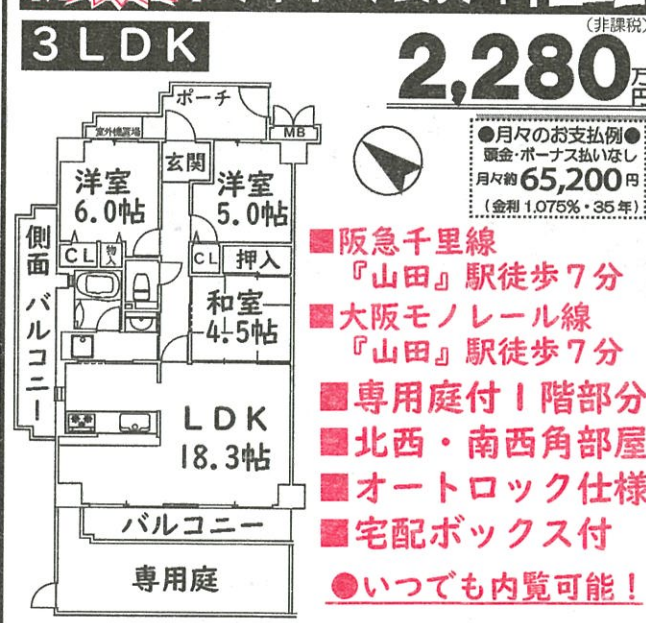 3LDK
(非課税)
2,280万円
●月々のお支払例●
頭金・ボーナス払いなし
月々約65,200円
(金利1.075%・35年)
ポーチ
室外機置場
MB
玄関
洋室
6.0帖
洋室
5.0帖
CL
物入
CL
押入
側面バルコニー
和室
4.5帖
LDK
18.3帖
バルコニー
専用庭
■阪急千里線
『山田』駅徒歩7分
■大阪モノレール線
『山田』駅徒歩7分
■専用庭付1階部分
■北西・南西角部屋
■オートロック仕様
■宅配ボックス付
●いつでも内覧可能!